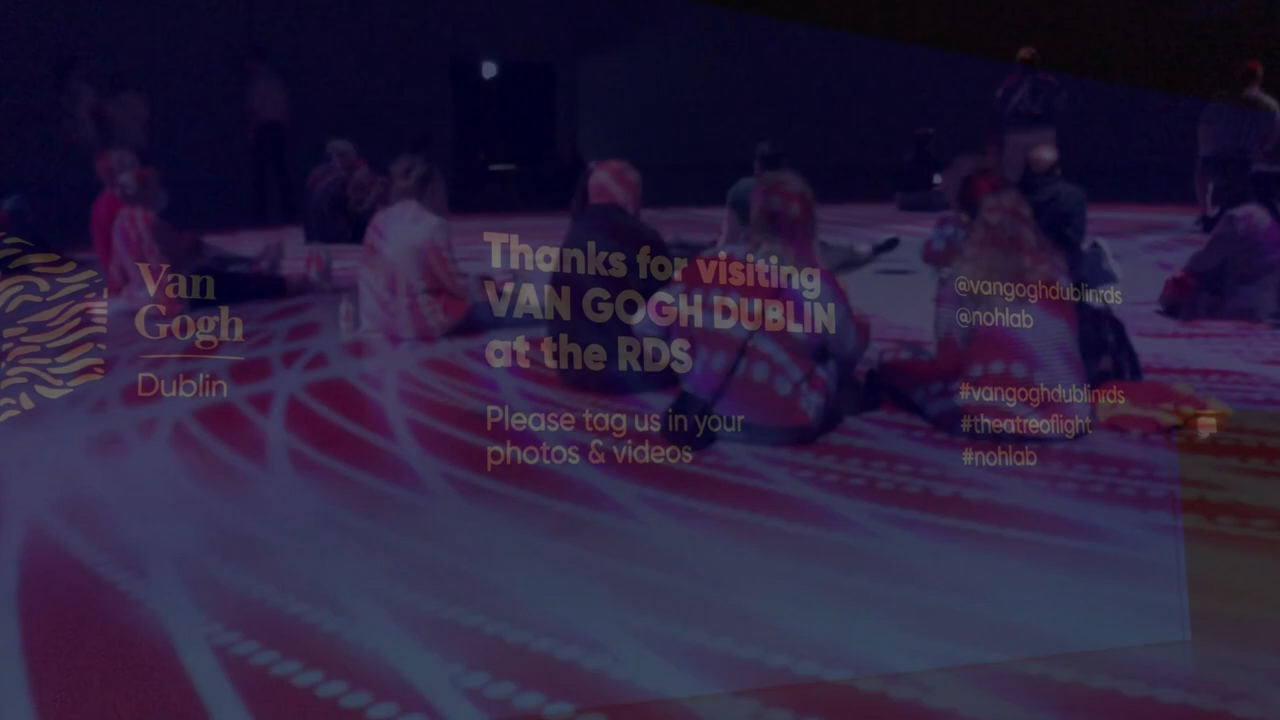 Van
Gogh
Dublin
Thanks for visiting
VAN GOGH DUBLIN
at the RDS
Please tag us in your
photos & videos
@vangoghdublinrds
@nohlab
#vangoghdublinrds
#theatreoflight
#nohlab